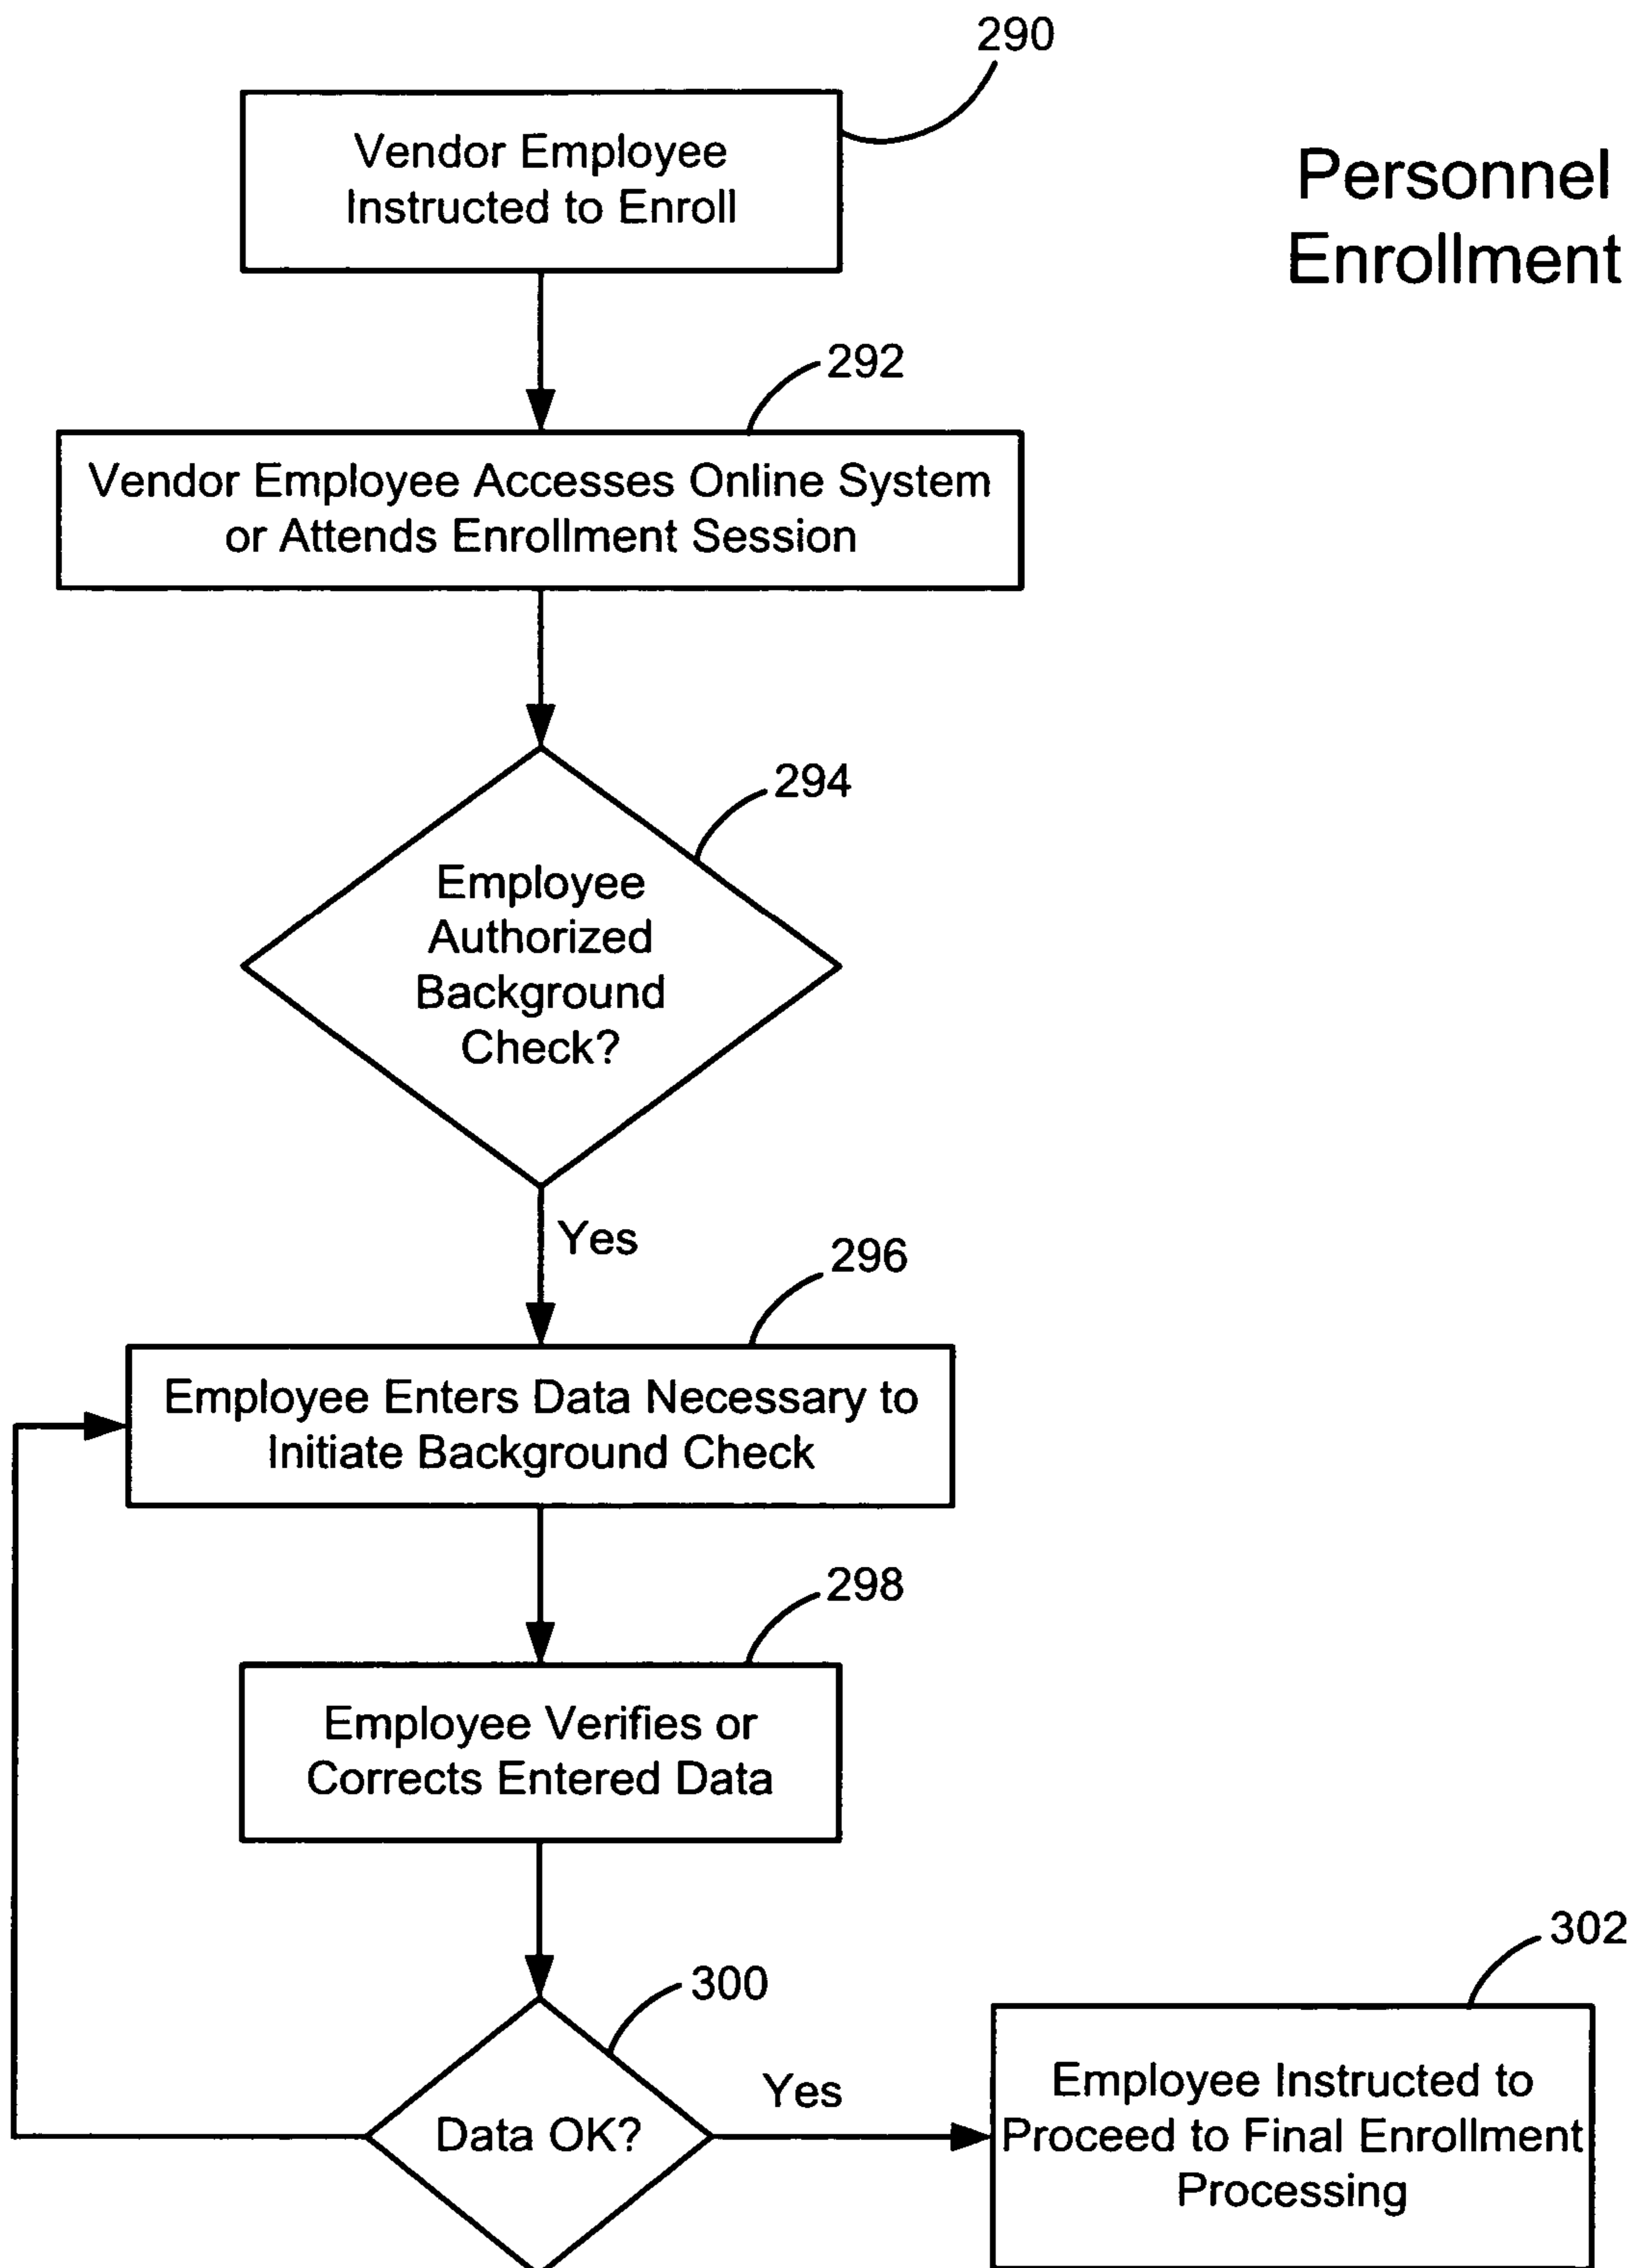 290
Vendor Employee
Instructed to Enroll
Personnel
Enrollment
292
Vendor Employee Accesses Online System
or Attends Enrollment Session
294
Employee
Authorized
Background
Check?
Yes
296
Employee Enters Data Necessary to
Initiate Background Check
298
Employee Verifies or
Corrects Entered Data
300
Data OK?
Yes
302
Employee Instructed to
Proceed to Final Enrollment
Processing